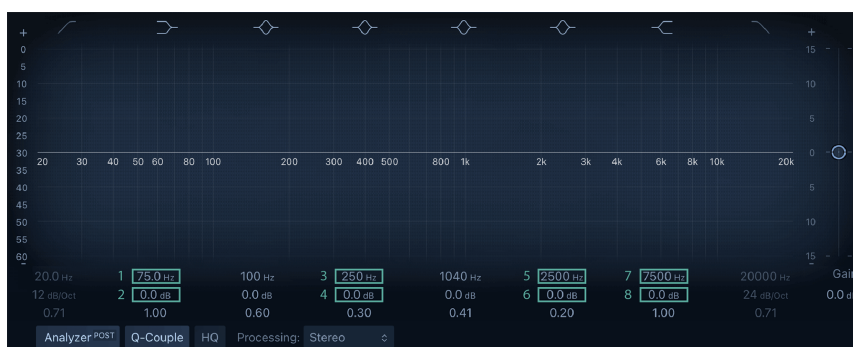 + +
0 15
5
10 10
15
20 5
25
30 20 30 40 50 60 80 100 200 300 400 500 800 1k 2k 3k 4k 6k 8k 10k 20k 0
35
40 5
45
50 10
55
60 15
- -
20.0 Hz 1 75.0 Hz 100 Hz 3 250 Hz 1040 Hz 5 2500 Hz 7 7500 Hz 20000 Hz Gai
12 dB/Oct 2 0.0 dB 0.0 dB 4 0.0 dB 0.0 dB 6 0.0 dB 8 0.0 dB 24 dB/Oct 0.0 d
0.71 1.00 0.60 0.30 0.41 0.20 1.00 0.71
Analyzer POST Q-Couple HQ Processing: Stereo